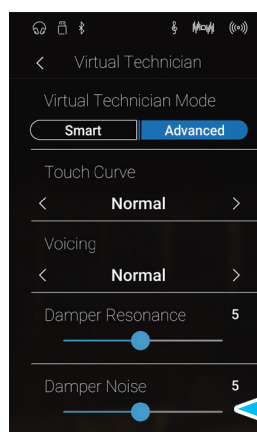 Virtual Technician
Virtual Technician Mode
Smart Advanced
Touch Curve
Normal
Voicing
Normal
Damper Resonance 5
Damper Noise 5